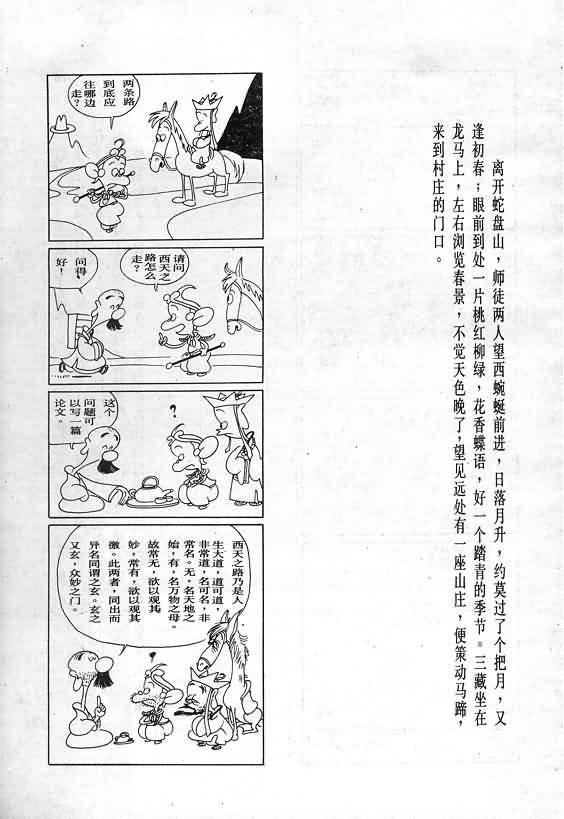 离开蛇盘山，师徒两人望西蜿蜒前进，日落月升，约莫过了个把月，又
逢初春；眼前到处一片桃红柳绿，花香蝶语，好一个踏青的季节。三藏坐在
龙马上，左右浏览春景，不觉天色晚了，望见远处有一座山庄，便策动马蹄，
来到村庄的门口。
两条路
到底应
往哪边
走？
请问
西天之
路怎么
走？
问得
好！
这个
问题可
以写一篇
论文。
?
西天之路乃是人
生大道，道可道，
非常道，名可名，非
常名。无，名天地之
始，有，名万物之母。
故常无，欲以观其
妙，常有，欲以观其
徼。此两者，同出而
异名同谓之玄。玄之
又玄，众妙之门。